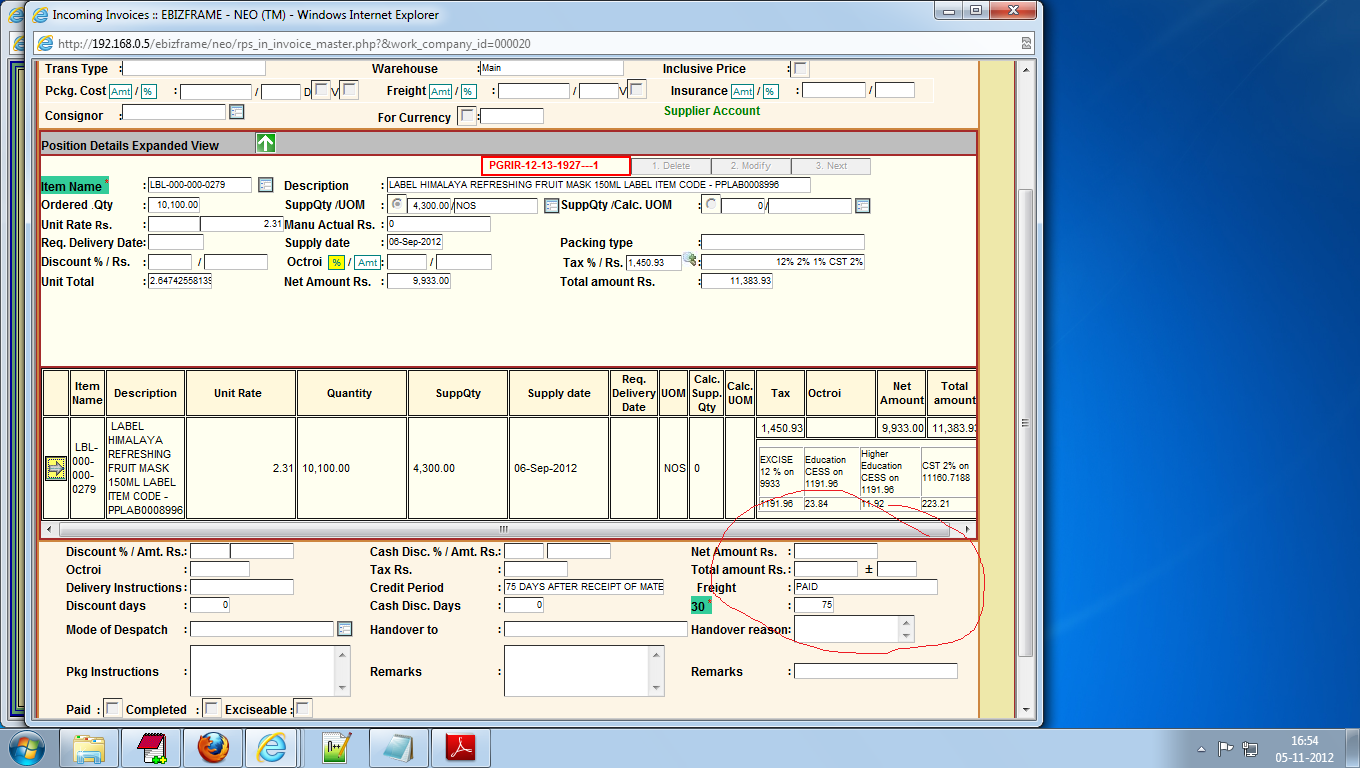 Incoming Invoices :: EBIZFRAME - NEO (TM) - Windows Internet Explorer
http://192.168.0.5/ebizframe/neo/rps_in_invoice_master.php?&work_company_id=000020
Trans Type : Warehouse : Main Inclusive Price :
Pckg. Cost Amt / % : / D V Freight Amt / % : / V Insurance Amt / % : /
Consignor : For Currency : Supplier Account
Position Details Expanded View
PGRIR-12-13-1927---1 1. Delete 2. Modify 3. Next
Item Name * : LBL-000-000-0279 Description : LABEL HIMALAYA REFRESHING FRUIT MASK 150ML LABEL ITEM CODE - PPLAB0008996
Ordered .Qty : 10,100.00 SuppQty /UOM : 4,300.00 / NOS SuppQty /Calc. UOM : 0 /
Unit Rate Rs. : 2.31 Manu Actual Rs. : 0
Req. Delivery Date: Supply date : 06-Sep-2012 Packing type :
Discount % / Rs. : / Octroi % / Amt : / Tax % / Rs. 1,450.93 : 12% 2% 1% CST 2%
Unit Total : 2.64742558139 Net Amount Rs. : 9,933.00 Total amount Rs. : 11,383.93
Item Name Description Unit Rate Quantity SuppQty Supply date Req. Delivery Date UOM Calc. Supp. Qty Calc. UOM Tax Octroi Net Amount Total amount
LBL-000-000-0279 LABEL HIMALAYA REFRESHING FRUIT MASK 150ML LABEL ITEM CODE - PPLAB0008996 2.31 10,100.00 4,300.00 06-Sep-2012 NOS 0 1,450.93 9,933.00 11,383.93
EXCISE 12 % on 9933 Education CESS on 1191.96 Higher Education CESS on 1191.96 CST 2% on 11160.7188
1191.96 23.84 11.92 223.21
Discount % / Amt. Rs.: Cash Disc. % / Amt. Rs.: Net Amount Rs. :
Octroi : Tax Rs. : Total amount Rs. : ±
Delivery Instructions : Credit Period : 75 DAYS AFTER RECEIPT OF MATE Freight : PAID
Discount days : 0 Cash Disc. Days : 0 30 * : 75
Mode of Despatch : Handover to : Handover reason:
Pkg Instructions : Remarks : Remarks :
Paid : Completed : Exciseable :
16:54
05-11-2012